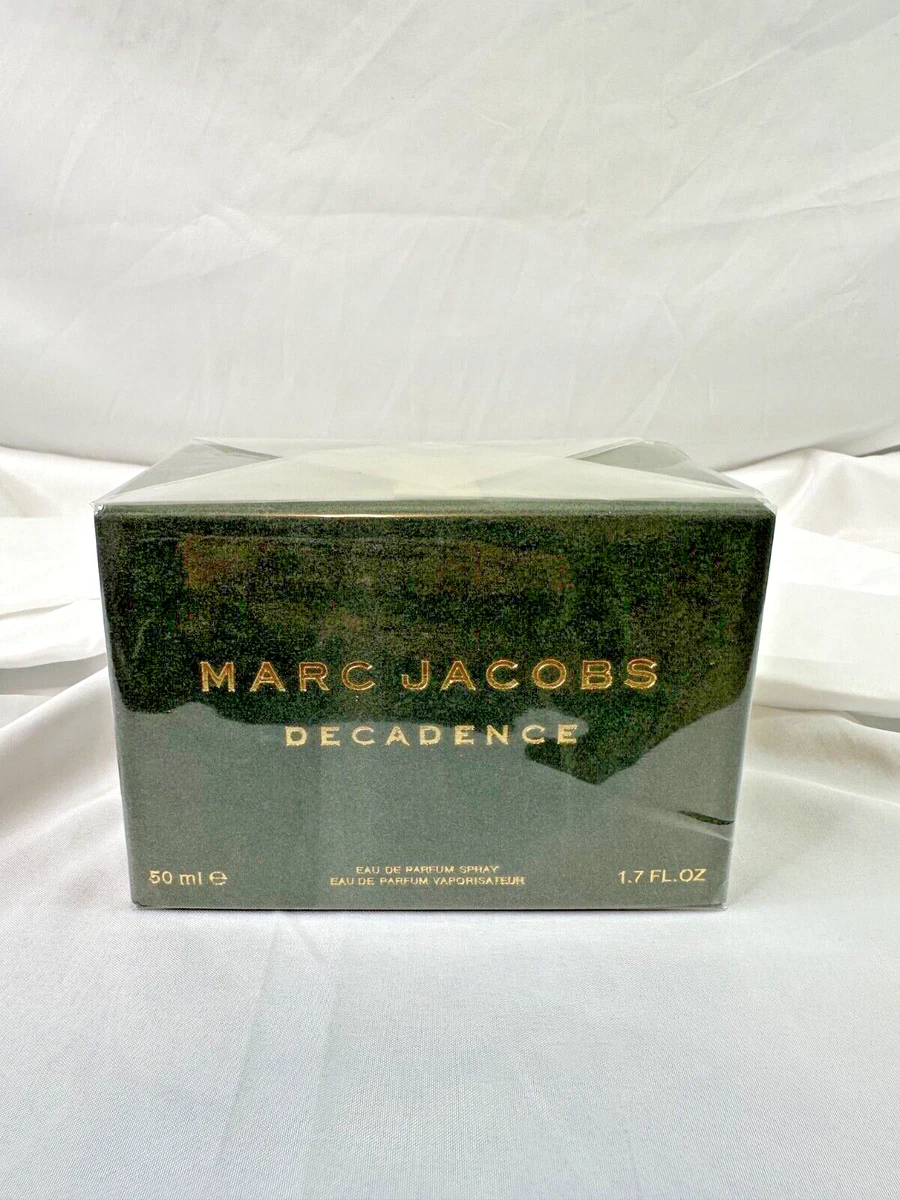 MARC JACOBS
DECADENCE
50 ml ℮
EAU DE PARFUM SPRAY
EAU DE PARFUM VAPORISATEUR
1.7 FL.OZ